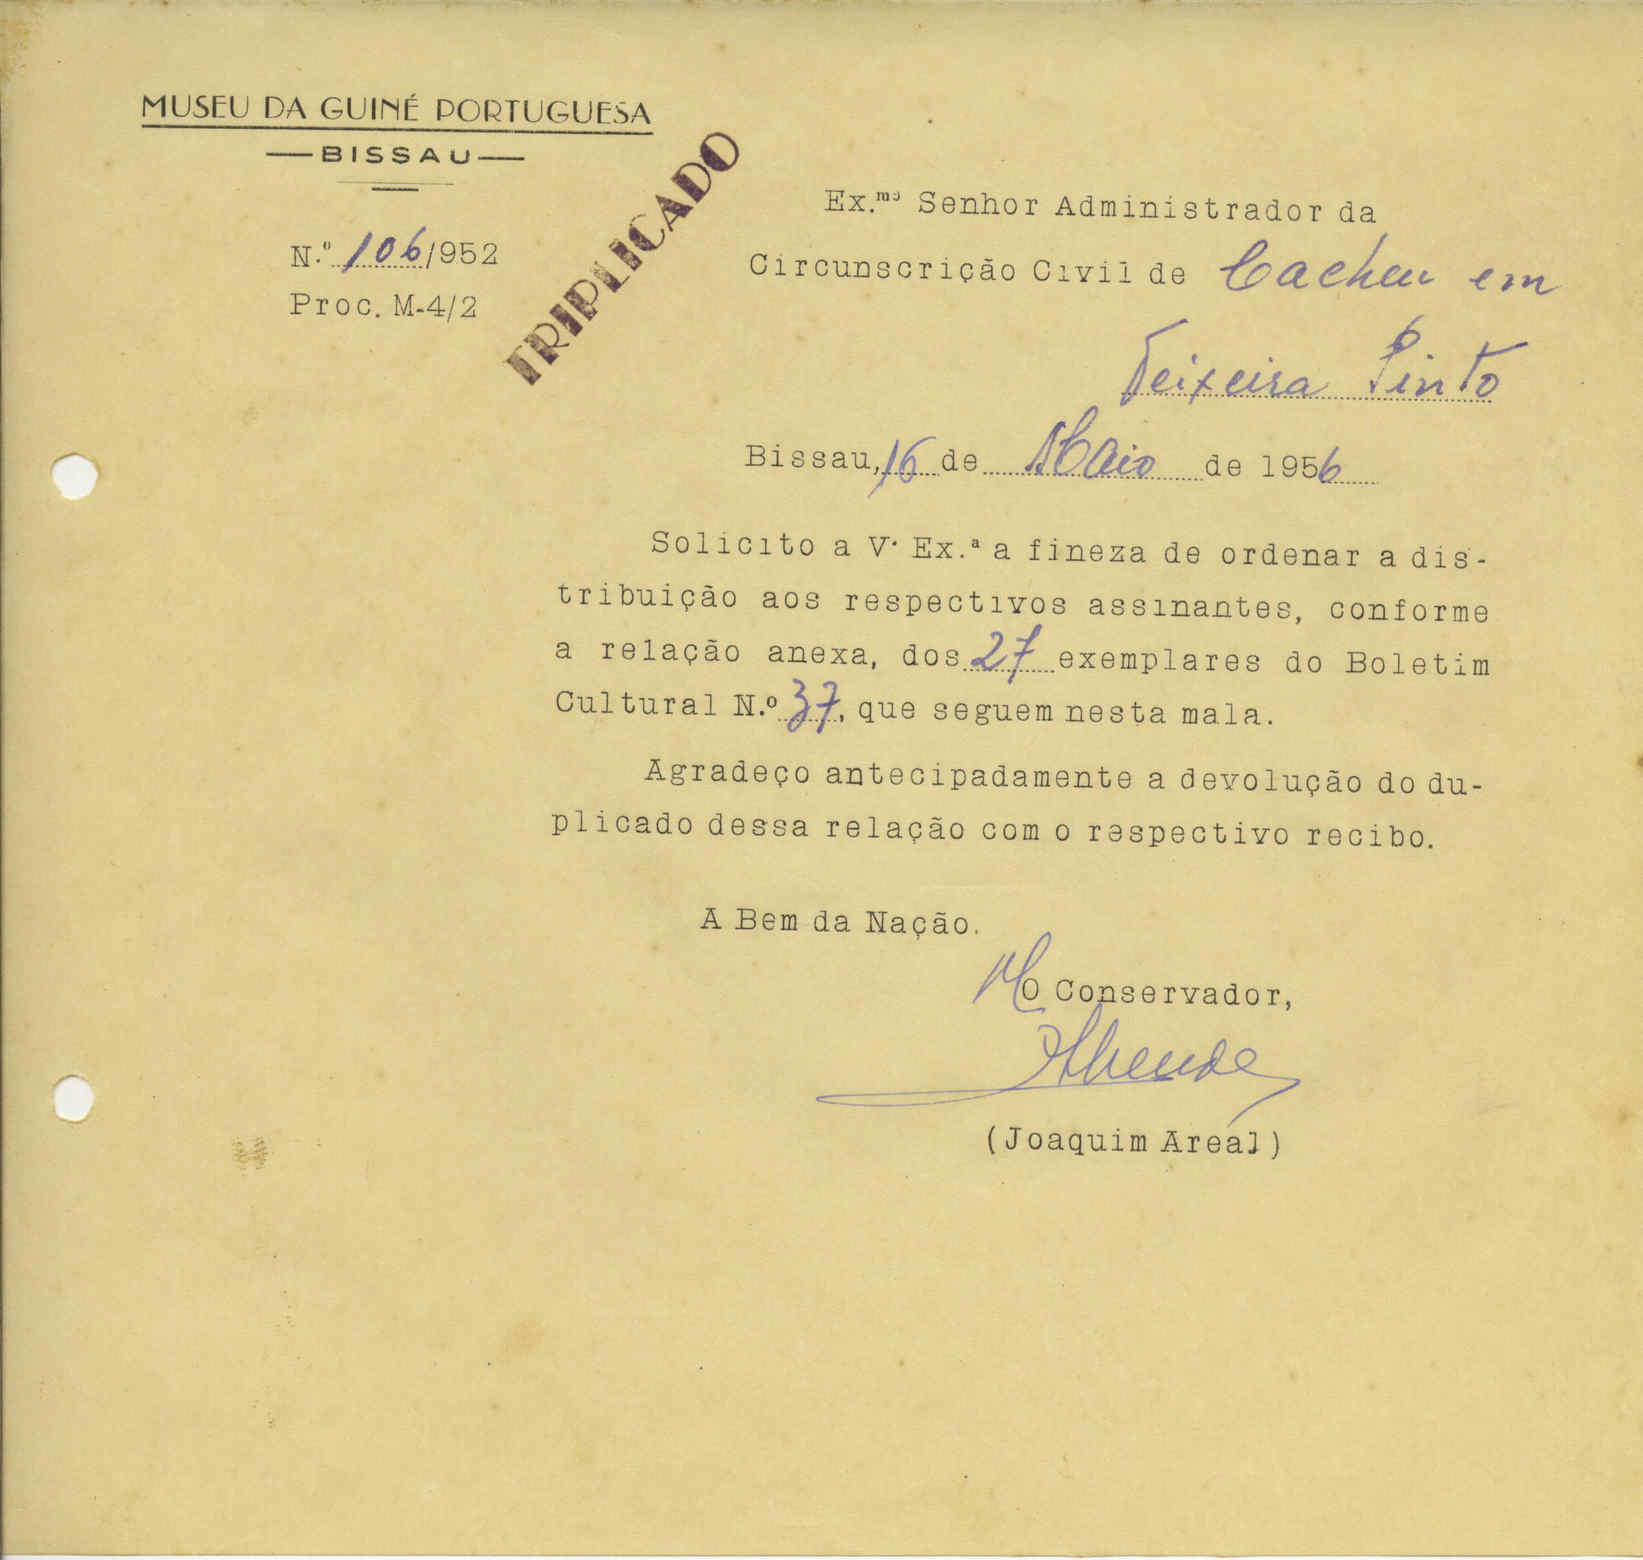 MUSEU DA GUINÉ PORTUGUESA
—BISSAU—
TRIPLICADO
N.º 106/952
Proc. M-4/2
Ex.mo Senhor Administrador da
Circunscrição Civil de Cacheu em
Teixeira Pinto
Bissau, 16 de Maio de 1956
Solicito a V. Ex.ª a fineza de ordenar a dis-
tribuição aos respectivos assinantes, conforme
a relação anexa, dos 27 exemplares do Boletim
Cultural N.º 37, que seguem nesta mala.
Agradeço antecipadamente a devolução do du-
plicado dessa relação com o respectivo recibo.
A Bem da Nação.
O Conservador,
(Joaquim Areal)